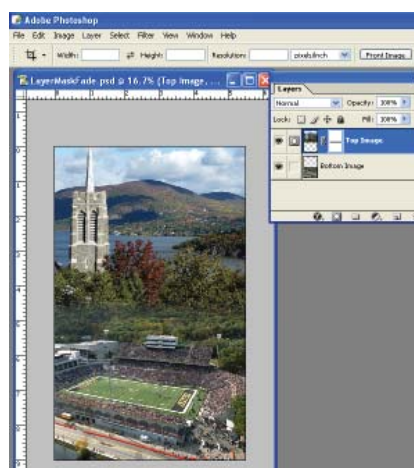 Adobe Photoshop
File Edit Image Layer Select Filter View Window Help
Width: Height: Resolution: pixels/inch Front Image
LayerMaskFade.psd @ 16.7% (Top Image, ...
Layers
Normal Opacity: 100%
Lock: Fill: 100%
Top Image
Bottom Image